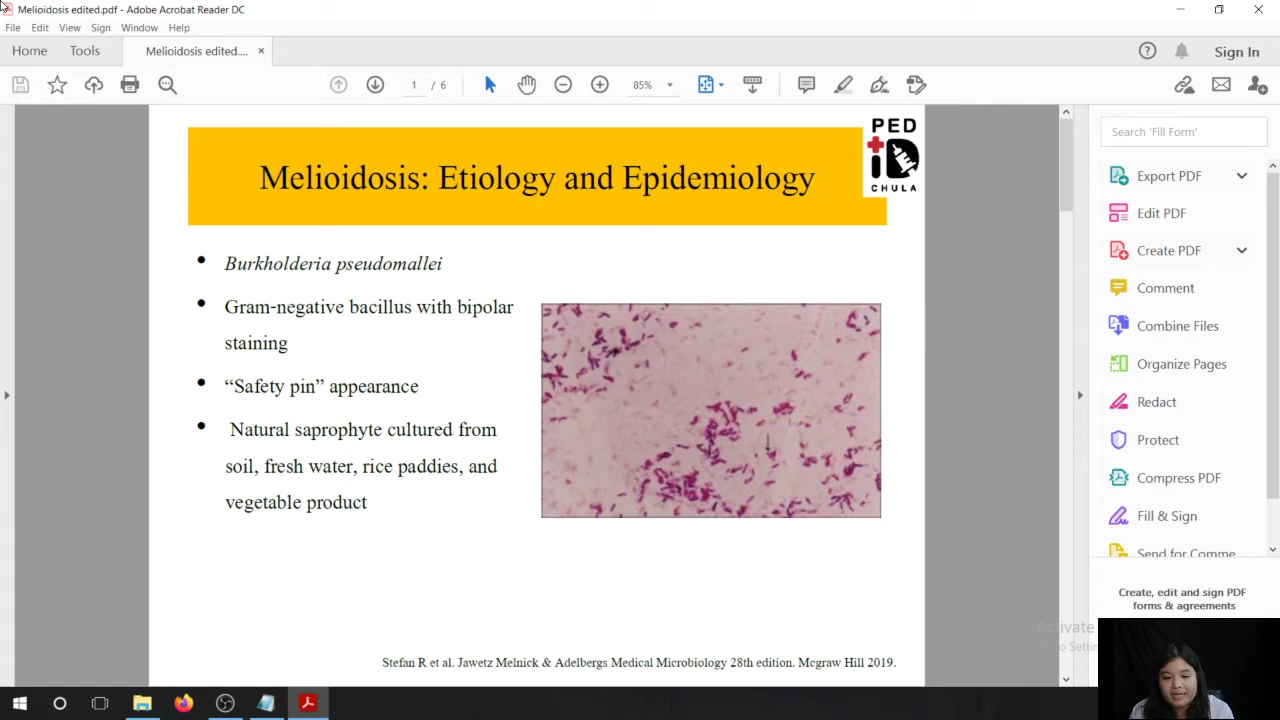 Melioidosis edited.pdf - Adobe Acrobat Reader DC
File Edit View Sign Window Help
Home Tools Melioidosis edited.... × Sign In
1 / 6 85%
PED
iD
CHULA
Melioidosis: Etiology and Epidemiology
• Burkholderia pseudomallei
• Gram-negative bacillus with bipolar
staining
• “Safety pin” appearance
• Natural saprophyte cultured from
soil, fresh water, rice paddies, and
vegetable product
Stefan R et al. Jawetz Melnick & Adelbergs Medical Microbiology 28th edition. Mcgraw Hill 2019.
Search 'Fill Form'
Export PDF
Edit PDF
Create PDF
Comment
Combine Files
Organize Pages
Redact
Protect
Compress PDF
Fill & Sign
Send for Comme
Create, edit and sign PDF
forms & agreements
Activate